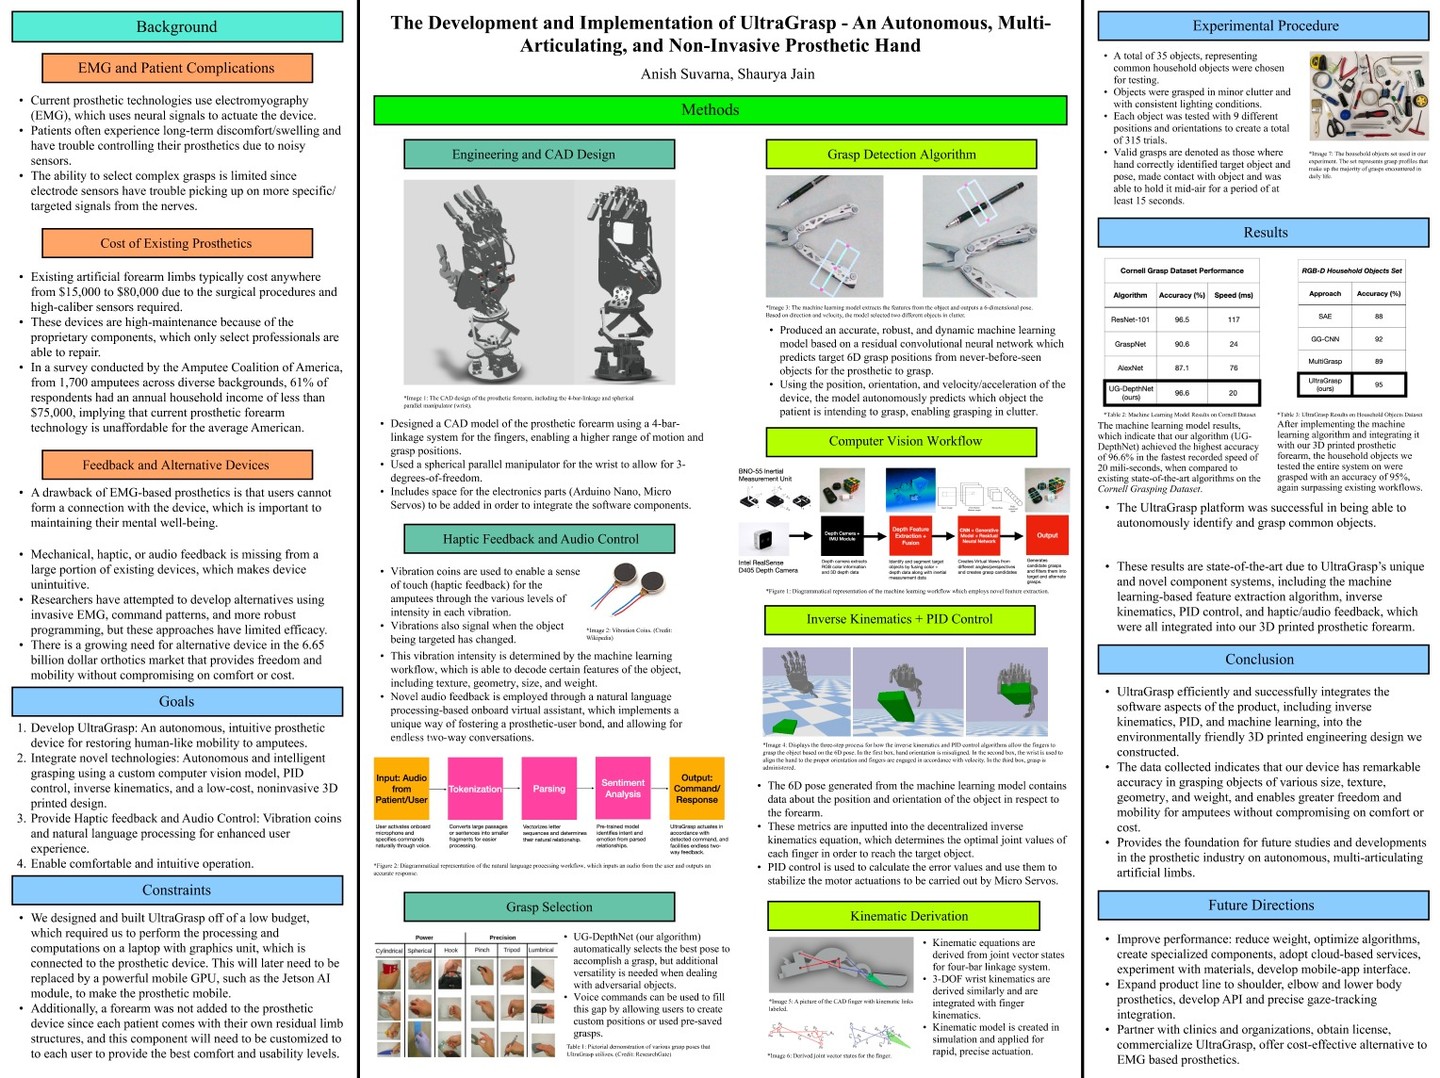 Background
EMG and Patient Complications
• Current prosthetic technologies use electromyography
(EMG), which uses neural signals to actuate the device.
• Patients often experience long-term discomfort/swelling and
have trouble controlling their prosthetics due to noisy
sensors.
• The ability to select complex grasps is limited since
electrode sensors have trouble picking up on more specific/
targeted signals from the nerves.
Cost of Existing Prosthetics
• Existing artificial forearm limbs typically cost anywhere
from $15,000 to $80,000 due to the surgical procedures and
high-caliber sensors required.
• These devices are high-maintenance because of the
proprietary components, which only select professionals are
able to repair.
• In a survey conducted by the Amputee Coalition of America,
from 1,700 amputees across diverse backgrounds, 61% of
respondents had an annual household income of less than
$75,000, implying that current prosthetic forearm
technology is unaffordable for the average American.
Feedback and Alternative Devices
• A drawback of EMG-based prosthetics is that users cannot
form a connection with the device, which is important to
maintaining their mental well-being.
• Mechanical, haptic, or audio feedback is missing from a
large portion of existing devices, which makes device
unintuitive.
• Researchers have attempted to develop alternatives using
invasive EMG, command patterns, and more robust
programming, but these approaches have limited efficacy.
• There is a growing need for alternative device in the 6.65
billion dollar orthotics market that provides freedom and
mobility without compromising on comfort or cost.
Goals
1. Develop UltraGrasp: An autonomous, intuitive prosthetic
device for restoring human-like mobility to amputees.
2. Integrate novel technologies: Autonomous and intelligent
grasping using a custom computer vision model, PID
control, inverse kinematics, and a low-cost, noninvasive 3D
printed design.
3. Provide Haptic feedback and Audio Control: Vibration coins
and natural language processing for enhanced user
experience.
4. Enable comfortable and intuitive operation.
Constraints
• We designed and built UltraGrasp off of a low budget,
which required us to perform the processing and
computations on a laptop with graphics unit, which is
connected to the prosthetic device. This will later need to be
replaced by a powerful mobile GPU, such as the Jetson AI
module, to make the prosthetic mobile.
• Additionally, a forearm was not added to the prosthetic
device since each patient comes with their own residual limb
structures, and this component will need to be customized to
to each user to provide the best comfort and usability levels.
The Development and Implementation of UltraGrasp - An Autonomous, Multi-
Articulating, and Non-Invasive Prosthetic Hand
Anish Suvarna, Shaurya Jain
Methods
Engineering and CAD Design
*Image 1: The CAD design of the prosthetic forearm, including the 4-bar-linkage and spherical
parallel manipulator (wrist).
• Designed a CAD model of the prosthetic forearm using a 4-bar-
linkage system for the fingers, enabling a higher range of motion and
grasp positions.
• Used a spherical parallel manipulator for the wrist to allow for 3-
degrees-of-freedom.
• Includes space for the electronics parts (Arduino Nano, Micro
Servos) to be added in order to integrate the software components.
Haptic Feedback and Audio Control
• Vibration coins are used to enable a sense
of touch (haptic feedback) for the
amputees through the various levels of
intensity in each vibration.
• Vibrations also signal when the object
being targeted has changed.
*Image 2: Vibration Coins. (Credit:
Wikipedia)
• This vibration intensity is determined by the machine learning
workflow, which is able to decode certain features of the object,
including texture, geometry, size, and weight.
• Novel audio feedback is employed through a natural language
processing-based onboard virtual assistant, which implements a
unique way of fostering a prosthetic-user bond, and allowing for
endless two-way conversations.
Input: Audio
from
Patient/User
Tokenization
Parsing
Sentiment
Analysis
Output:
Command/
Response
User activates onboard
microphone and
specifies commands
naturally through voice.
Converts large passages
or sentences into smaller
fragments for easier
processing.
Vectorizes letter
sequences and determines
their natural relationship.
Pre-trained model
identifies intent and
emotion from parsed
relationships.
UltraGrasp actuates in
accordance with
detected command, and
facilities endless two-
way feedback.
*Figure 2: Diagrammatical representation of the natural language processing workflow, which inputs an audio from the user and outputs an
accurate response.
Grasp Selection
Power
Precision
Cylindrical
Spherical
Hook
Pinch
Tripod
Lumbrical
• UG-DepthNet (our algorithm)
automatically selects the best pose to
accomplish a grasp, but additional
versatility is needed when dealing
with adversarial objects.
• Voice commands can be used to fill
this gap by allowing users to create
custom positions or used pre-saved
grasps.
Table 1: Pictorial demonstration of various grasp poses that
UltraGrasp utilizes. (Credit: ResearchGate)
Grasp Detection Algorithm
*Image 3: The machine learning model extracts the features from the object and outputs a 6-dimensional pose.
Based on direction and velocity, the model selected two different objects in clutter.
• Produced an accurate, robust, and dynamic machine learning
model based on a residual convolutional neural network which
predicts target 6D grasp positions from never-before-seen
objects for the prosthetic to grasp.
• Using the position, orientation, and velocity/acceleration of the
device, the model autonomously predicts which object the
patient is intending to grasp, enabling grasping in clutter.
Computer Vision Workflow
BNO-55 Inertial
Measurement Unit
Intel RealSense
D405 Depth Camera
Depth Camera +
IMU Module
Depth Feature
Extraction +
Fusion
CNN + Generative
Model + Residual
Neural Network
Output
Depth camera extracts
RGB color information
and 3D depth data
Identify and segment target
objects by fusing color +
depth data along with inertial
measurement data
Creates Virtual Views from
different angles/perspectives
and creates grasp candidates
Generates
candidate grasps
and filters them into
target and alternate
grasps
*Figure 1: Diagrammatical representation of the machine learning workflow which employs novel feature extraction.
Inverse Kinematics + PID Control
*Image 4: Displays the three-step process for how the inverse kinematics and PID control algorithms allow the fingers to
grasp the object based on the 6D pose. In the first box, hand orientation is misaligned. In the second box, the wrist is used to
align the hand to the proper orientation and fingers are engaged in accordance with velocity. In the third box, grasp is
administered.
• The 6D pose generated from the machine learning model contains
data about the position and orientation of the object in respect to
the forearm.
• These metrics are inputted into the decentralized inverse
kinematics equation, which determines the optimal joint values of
each finger in order to reach the target object.
• PID control is used to calculate the error values and use them to
stabilize the motor actuations to be carried out by Micro Servos.
Kinematic Derivation
*Image 5: A picture of the CAD finger with kinematic links
labeled.
*Image 6: Derived joint vector states for the finger.
• Kinematic equations are
derived from joint vector states
for four-bar linkage system.
• 3-DOF wrist kinematics are
derived similarly and are
integrated with finger
kinematics.
• Kinematic model is created in
simulation and applied for
rapid, precise actuation.
Experimental Procedure
• A total of 35 objects, representing
common household objects were chosen
for testing.
• Objects were grasped in minor clutter and
with consistent lighting conditions.
• Each object was tested with 9 different
positions and orientations to create a total
of 315 trials.
• Valid grasps are denoted as those where
hand correctly identified target object and
pose, made contact with object and was
able to hold it mid-air for a period of at
least 15 seconds.
*Image 7: The household objects set used in our
experiment. The set represents grasp profiles that
make up the majority of grasps encountered in
daily life.
Results
Cornell Grasp Dataset Performance
Algorithm Accuracy (%) Speed (ms)
ResNet-101 96.5 117
GraspNet 90.6 24
AlexNet 87.1 76
UG-DepthNet
(ours) 96.6 20
*Table 2: Machine Learning Model Results on Cornell Dataset
The machine learning model results,
which indicate that our algorithm (UG-
DepthNet) achieved the highest accuracy
of 96.6% in the fastest recorded speed of
20 mili-seconds, when compared to
existing state-of-the-art algorithms on the
Cornell Grasping Dataset.
RGB-D Household Objects Set
Approach Accuracy (%)
SAE 88
GG-CNN 92
MultiGrasp 89
UltraGrasp
(ours) 95
*Table 3: UltraGrasp Results on Household Objects Dataset
After implementing the machine
learning algorithm and integrating it
with our 3D printed prosthetic
forearm, the household objects we
tested the entire system on were
grasped with an accuracy of 95%,
again surpassing existing workflows.
• The UltraGrasp platform was successful in being able to
autonomously identify and grasp common objects.
• These results are state-of-the-art due to UltraGrasp's unique
and novel component systems, including the machine
learning-based feature extraction algorithm, inverse
kinematics, PID control, and haptic/audio feedback, which
were all integrated into our 3D printed prosthetic forearm.
Conclusion
• UltraGrasp efficiently and successfully integrates the
software aspects of the product, including inverse
kinematics, PID, and machine learning, into the
environmentally friendly 3D printed engineering design we
constructed.
• The data collected indicates that our device has remarkable
accuracy in grasping objects of various size, texture,
geometry, and weight, and enables greater freedom and
mobility for amputees without compromising on comfort or
cost.
• Provides the foundation for future studies and developments
in the prosthetic industry on autonomous, multi-articulating
artificial limbs.
Future Directions
• Improve performance: reduce weight, optimize algorithms,
create specialized components, adopt cloud-based services,
experiment with materials, develop mobile-app interface.
• Expand product line to shoulder, elbow and lower body
prosthetics, develop API and precise gaze-tracking
integration.
• Partner with clinics and organizations, obtain license,
commercialize UltraGrasp, offer cost-effective alternative to
EMG based prosthetics.